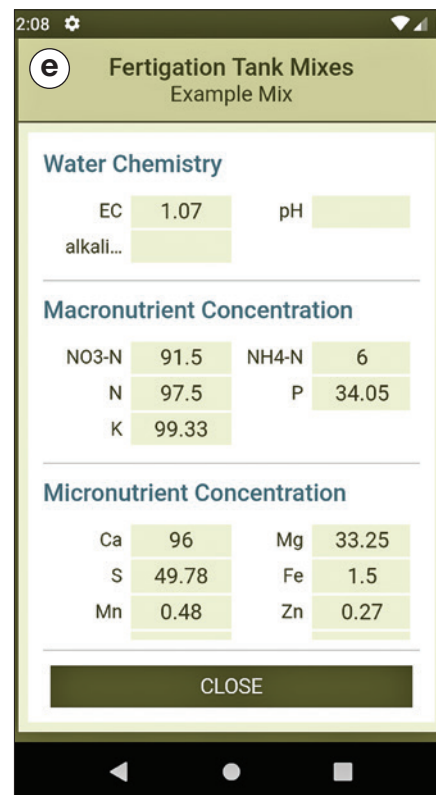 2:08
e
Fertigation Tank Mixes
Example Mix
Water Chemistry
EC 1.07 pH
alkali...
Macronutrient Concentration
NO3-N 91.5 NH4-N 6
N 97.5 P 34.05
K 99.33
Micronutrient Concentration
Ca 96 Mg 33.25
S 49.78 Fe 1.5
Mn 0.48 Zn 0.27
CLOSE